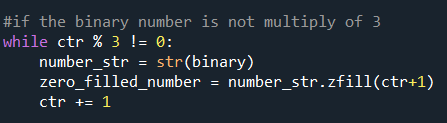 #if the binary number is not multiply of 3
while ctr % 3 != 0:
    number_str = str(binary)
    zero_filled_number = number_str.zfill(ctr+1)
    ctr += 1